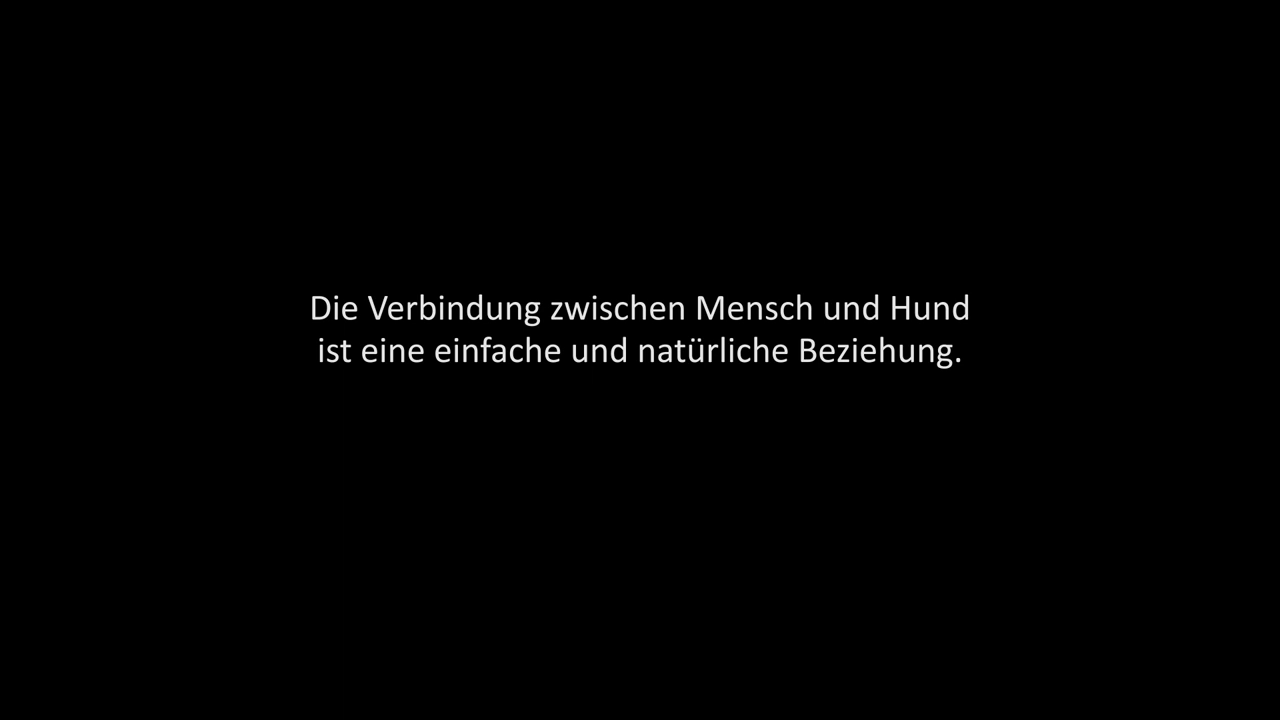 Die Verbindung zwischen Mensch und Hund
ist eine einfache und natürliche Beziehung.